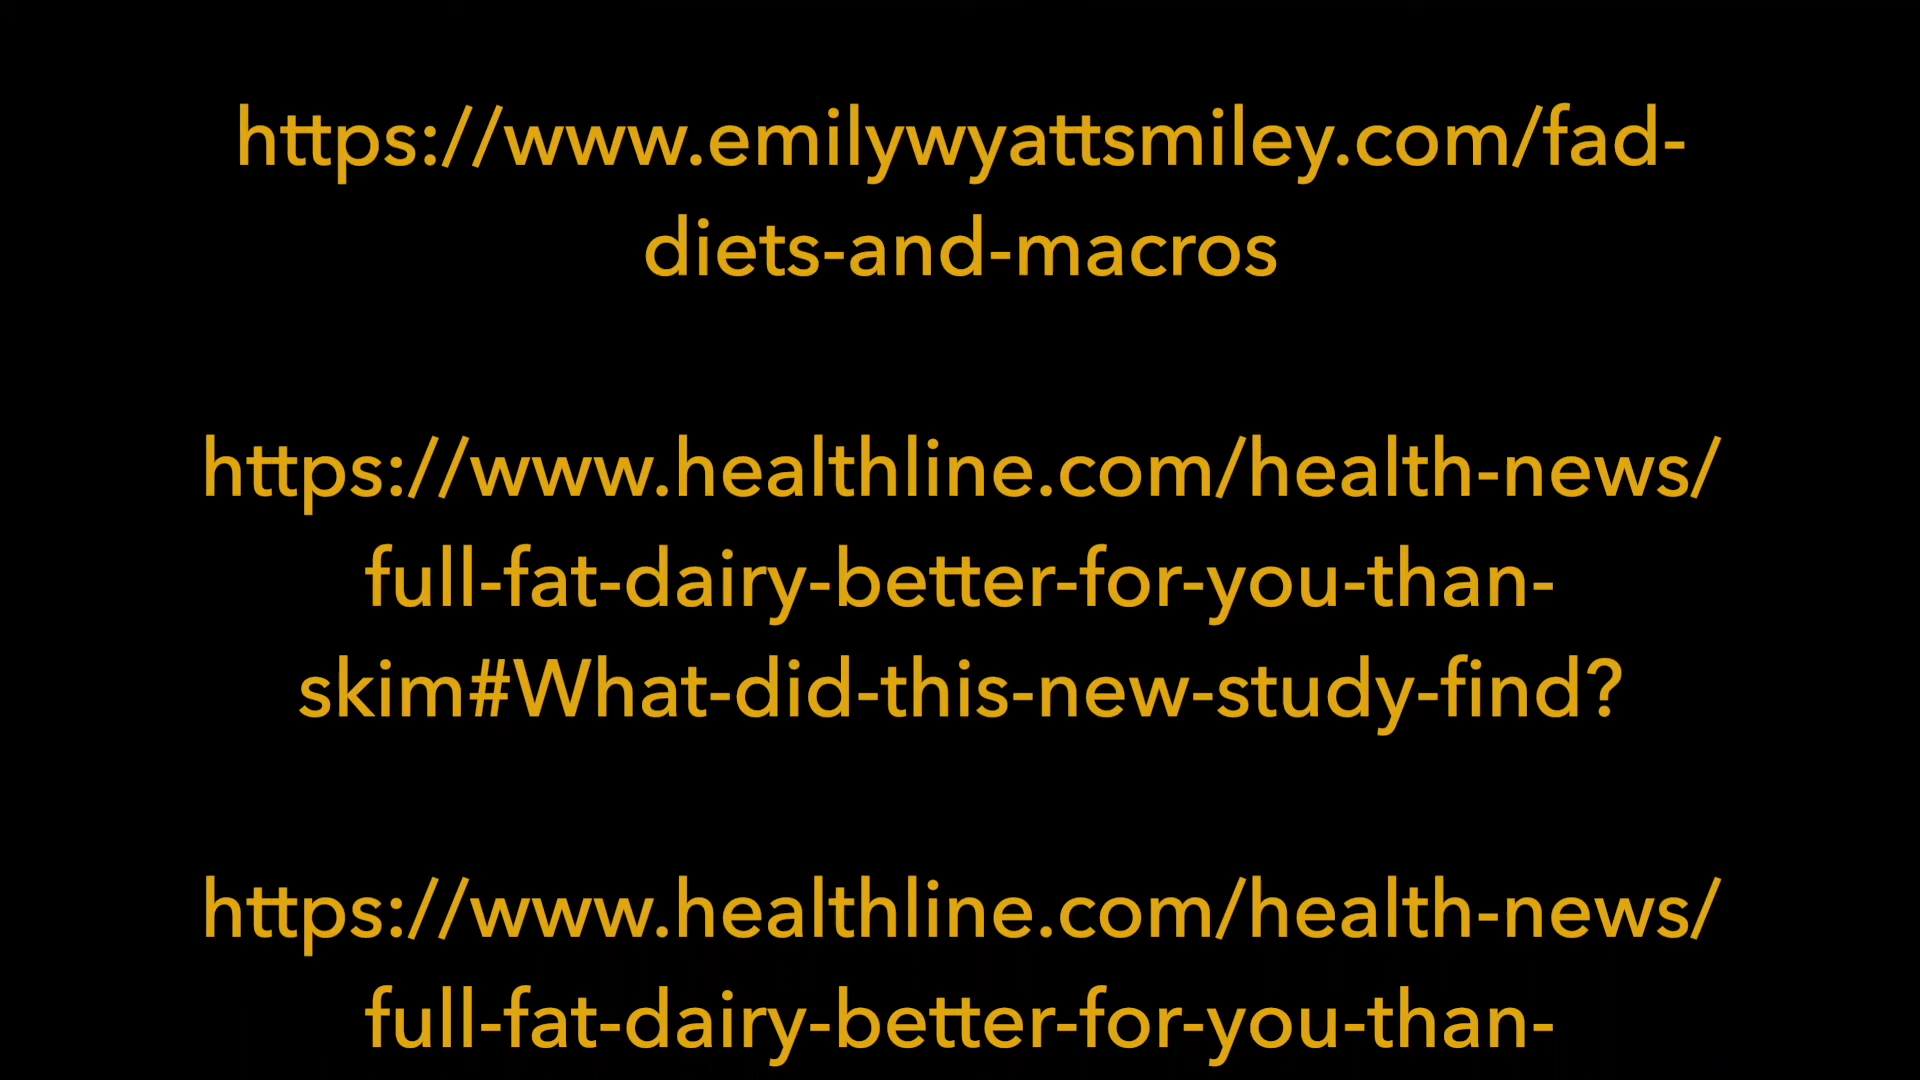 https://www.emilywyattsmiley.com/fad-
diets-and-macros
https://www.healthline.com/health-news/
full-fat-dairy-better-for-you-than-
skim#What-did-this-new-study-find?
https://www.healthline.com/health-news/
full-fat-dairy-better-for-you-than-